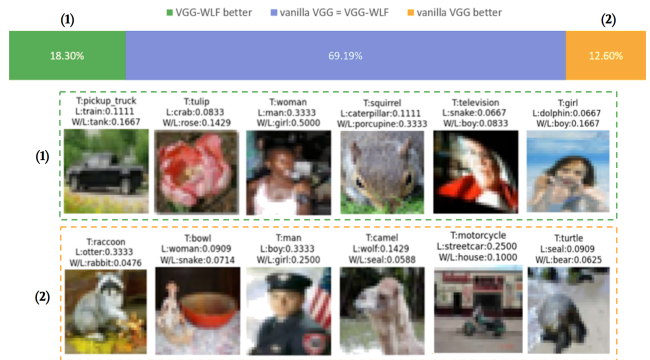 (1)
VGG-WLF better
vanilla VGG = VGG-WLF
vanilla VGG better
(2)
18.30%
69.19%
12.60%
(1)
T:pickup_truck
L:train:0.1111
W/L:tank:0.1667
T:tulip
L:crab:0.0833
W/L:rose:0.1429
T:woman
L:man:0.3333
W/L:girl:0.5000
T:squirrel
L:caterpillar:0.1111
W/L:porcupine:0.3333
T:television
L:snake:0.0667
W/L:boy:0.0833
T:girl
L:dolphin:0.0667
W/L:boy:0.1667
(2)
T:raccoon
L:otter:0.3333
W/L:rabbit:0.0476
T:bowl
L:woman:0.0909
W/L:snake:0.0714
T:man
L:boy:0.3333
W/L:girl:0.2500
T:camel
L:wolf:0.1429
W/L:seal:0.0588
T:motorcycle
L:streetcar:0.2500
W/L:house:0.1000
T:turtle
L:seal:0.0909
W/L:bear:0.0625